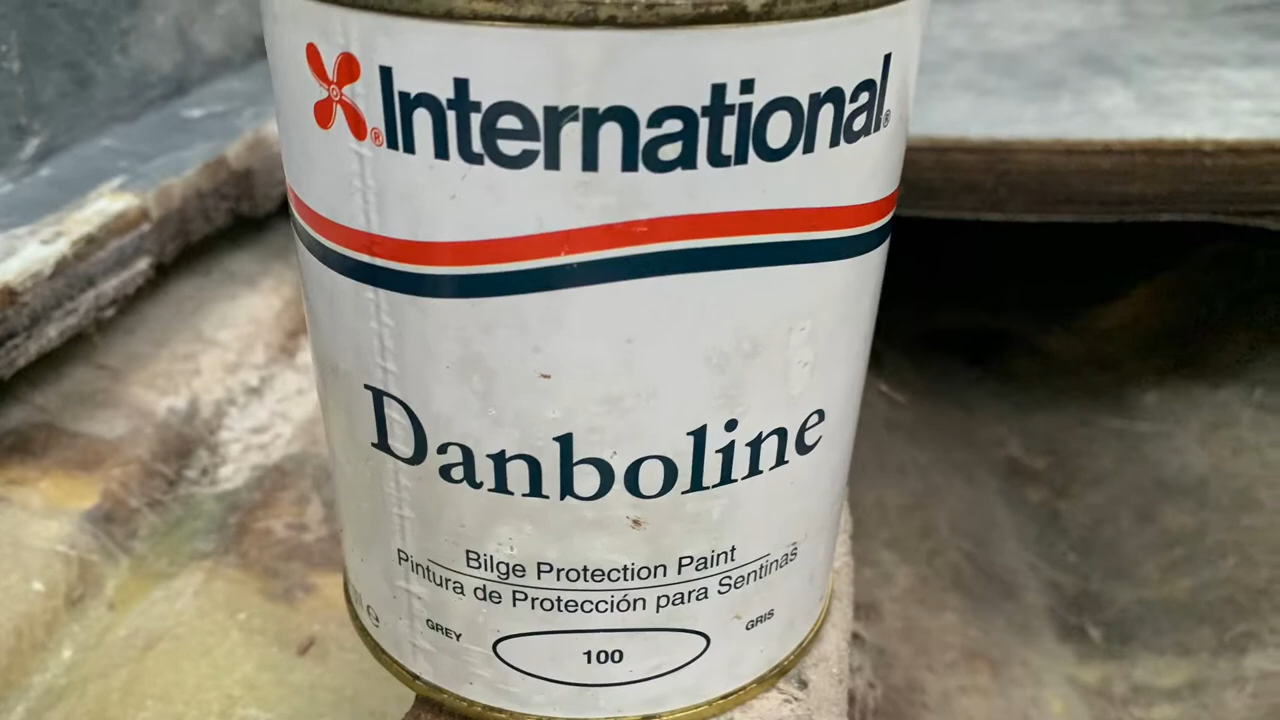 International®
Danboline
Bilge Protection Paint
Pintura de Protección para Sentinas
GREY
GRIS
100